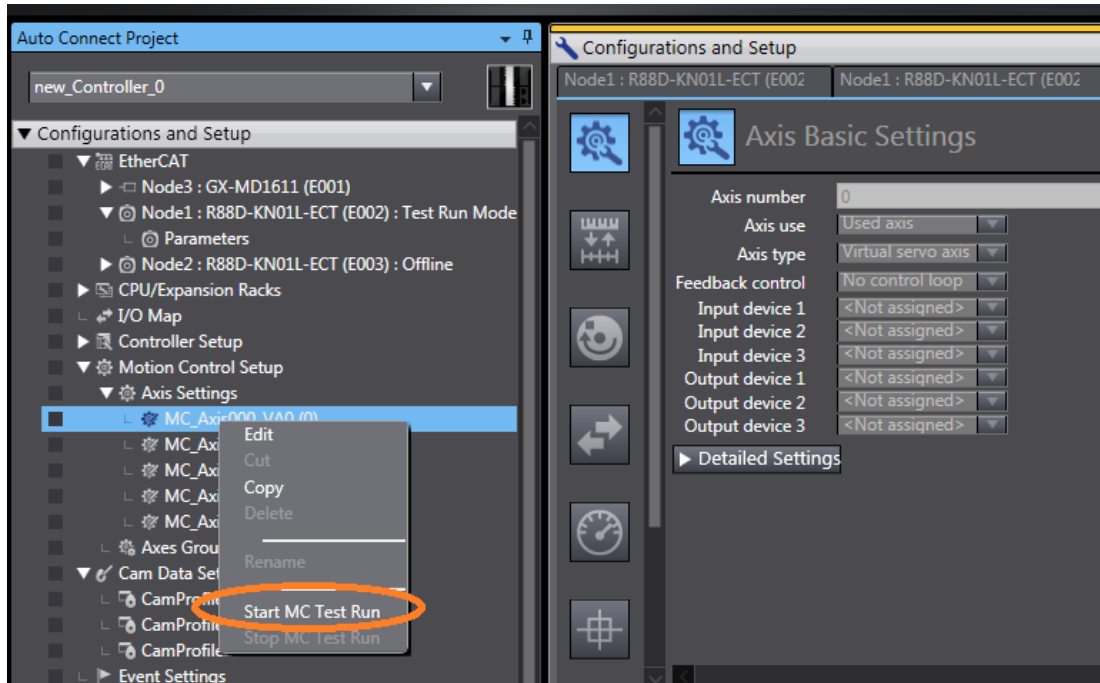 Auto Connect Project
new_Controller_0
Configurations and Setup
EtherCAT
Node3 : GX-MD1611 (E001)
Node1 : R88D-KN01L-ECT (E002) : Test Run Mode
Parameters
Node2 : R88D-KN01L-ECT (E003) : Offline
CPU/Expansion Racks
I/O Map
Controller Setup
Motion Control Setup
Axis Settings
MC_Axis000_VA0 (0)
MC_Axi
MC_Axi
MC_Axi
MC_Axi
Axes Grou
Cam Data Set
CamProfile
CamProfile
CamProfile
Event Settings
Edit
Cut
Copy
Delete
Rename
Start MC Test Run
Stop MC Test Run
Configurations and Setup
Node1 : R88D-KN01L-ECT (E002 Node1 : R88D-KN01L-ECT (E002
Axis Basic Settings
Axis number 0
Axis use Used axis
Axis type Virtual servo axis
Feedback control No control loop
Input device 1 <Not assigned>
Input device 2 <Not assigned>
Input device 3 <Not assigned>
Output device 1 <Not assigned>
Output device 2 <Not assigned>
Output device 3 <Not assigned>
Detailed Settings